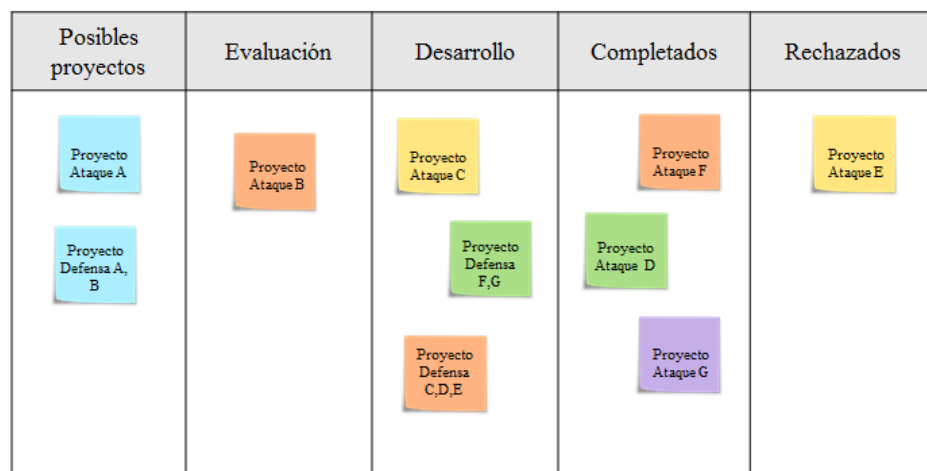 Posibles
proyectos
Evaluación
Desarrollo
Completados
Rechazados
Proyecto
Ataque A
Proyecto
Defensa A,
B
Proyecto
Ataque B
Proyecto
Ataque C
Proyecto
Defensa
F,G
Proyecto
Defensa
C,D,E
Proyecto
Ataque F
Proyecto
Ataque D
Proyecto
Ataque G
Proyecto
Ataque E